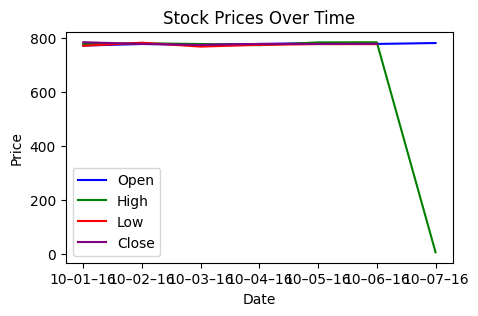 Stock Prices Over Time
Price
800
600
400
200
0
Open
High
Low
Close
10–01–16 10–02–16 10–03–16 10–04–16 10–05–16 10–06–16 10–07–16
Date